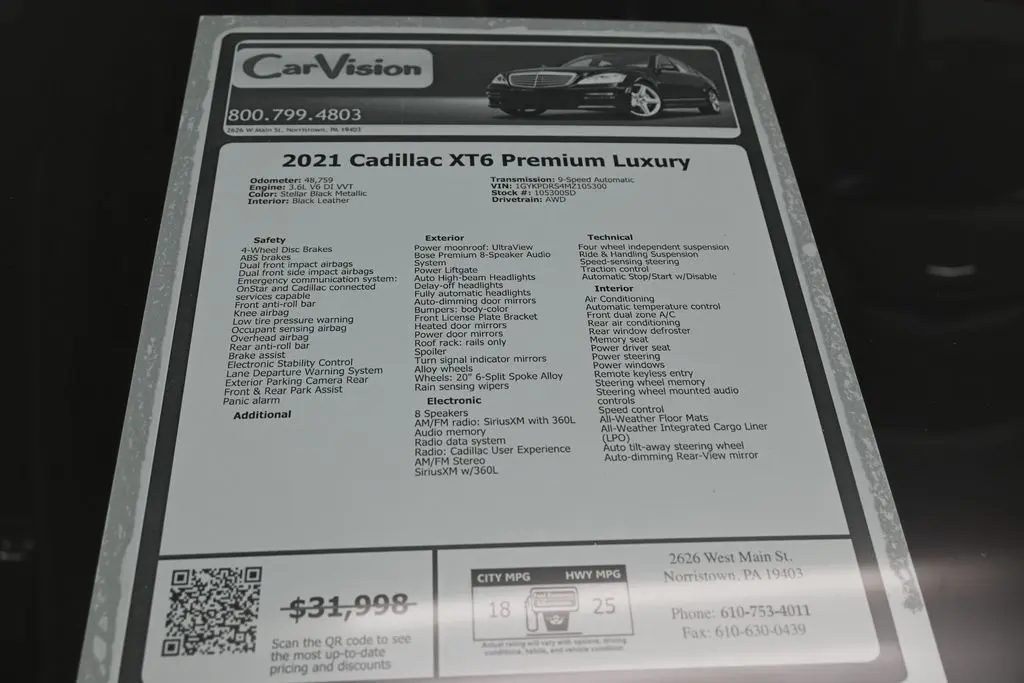 CarVision
800.799.4803
2626 W Main St., Norristown, PA 19403
2021 Cadillac XT6 Premium Luxury
Odometer: 48,759
Engine: 3.6L V6 DI VVT
Color: Stellar Black Metallic
Interior: Black Leather
Transmission: 9-Speed Automatic
VIN: 1GYKPDRS4MZ105300
Stock #: 105300SD
Drivetrain: AWD
Safety
4-Wheel Disc Brakes
ABS brakes
Dual front impact airbags
Dual front side impact airbags
Emergency communication system:
OnStar and Cadillac connected
services capable
Front anti-roll bar
Knee airbag
Low tire pressure warning
Occupant sensing airbag
Overhead airbag
Rear anti-roll bar
Brake assist
Electronic Stability Control
Lane Departure Warning System
Exterior Parking Camera Rear
Front & Rear Park Assist
Panic alarm
Additional
Exterior
Power moonroof: UltraView
Bose Premium 8-Speaker Audio
System
Power Liftgate
Auto High-beam Headlights
Delay-off headlights
Fully automatic headlights
Auto-dimming door mirrors
Bumpers: body-color
Front License Plate Bracket
Heated door mirrors
Power door mirrors
Roof rack: rails only
Spoiler
Turn signal indicator mirrors
Alloy wheels
Wheels: 20" 6-Split Spoke Alloy
Rain sensing wipers
Electronic
8 Speakers
AM/FM radio: SiriusXM with 360L
Audio memory
Radio data system
Radio: Cadillac User Experience
AM/FM Stereo
SiriusXM w/360L
Technical
Four wheel independent suspension
Ride & Handling Suspension
Speed-sensing steering
Traction control
Automatic Stop/Start w/Disable
Interior
Air Conditioning
Automatic temperature control
Front dual zone A/C
Rear air conditioning
Rear window defroster
Memory seat
Power driver seat
Power steering
Power windows
Remote keyless entry
Steering wheel memory
Steering wheel mounted audio
controls
Speed control
All-Weather Floor Mats
All-Weather Integrated Cargo Liner
(LPO)
Auto tilt-away steering wheel
Auto-dimming Rear-View mirror
$31,998
Scan the QR code to see
the most up-to-date
pricing and discounts
CITY MPG
HWY MPG
18
25
Actual rating will vary with options, driving
conditions, habits, and vehicle condition.
2626 West Main St.
Norristown, PA 19403
Phone: 610-753-4011
Fax: 610-630-0439